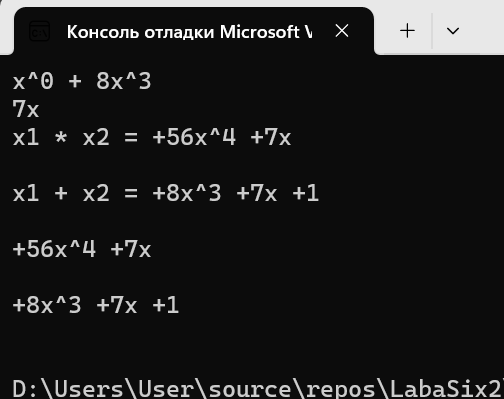 Консоль отладки Microsoft V
x^0 + 8x^3
7x
x1 * x2 = +56x^4 +7x
x1 + x2 = +8x^3 +7x +1
+56x^4 +7x
+8x^3 +7x +1
D:\Users\User\source\repos\LabaSix2\